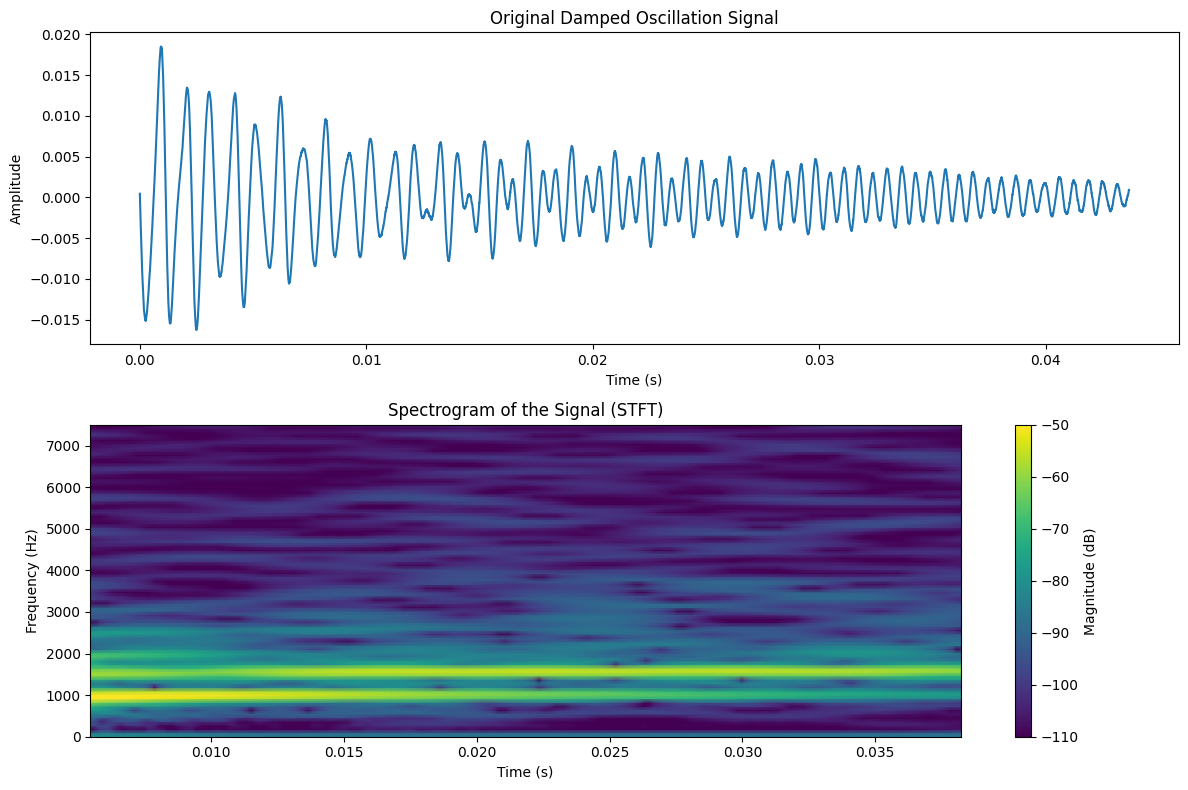 Original Damped Oscillation Signal
0.020
0.015
0.010
0.005
0.000
−0.005
−0.010
−0.015
Amplitude
0.00 0.01 0.02 0.03 0.04
Time (s)
Spectrogram of the Signal (STFT)
7000
6000
5000
4000
3000
2000
1000
0
Frequency (Hz)
0.010 0.015 0.020 0.025 0.030 0.035
Time (s)
−50
−60
−70
−80
−90
−100
−110
Magnitude (dB)